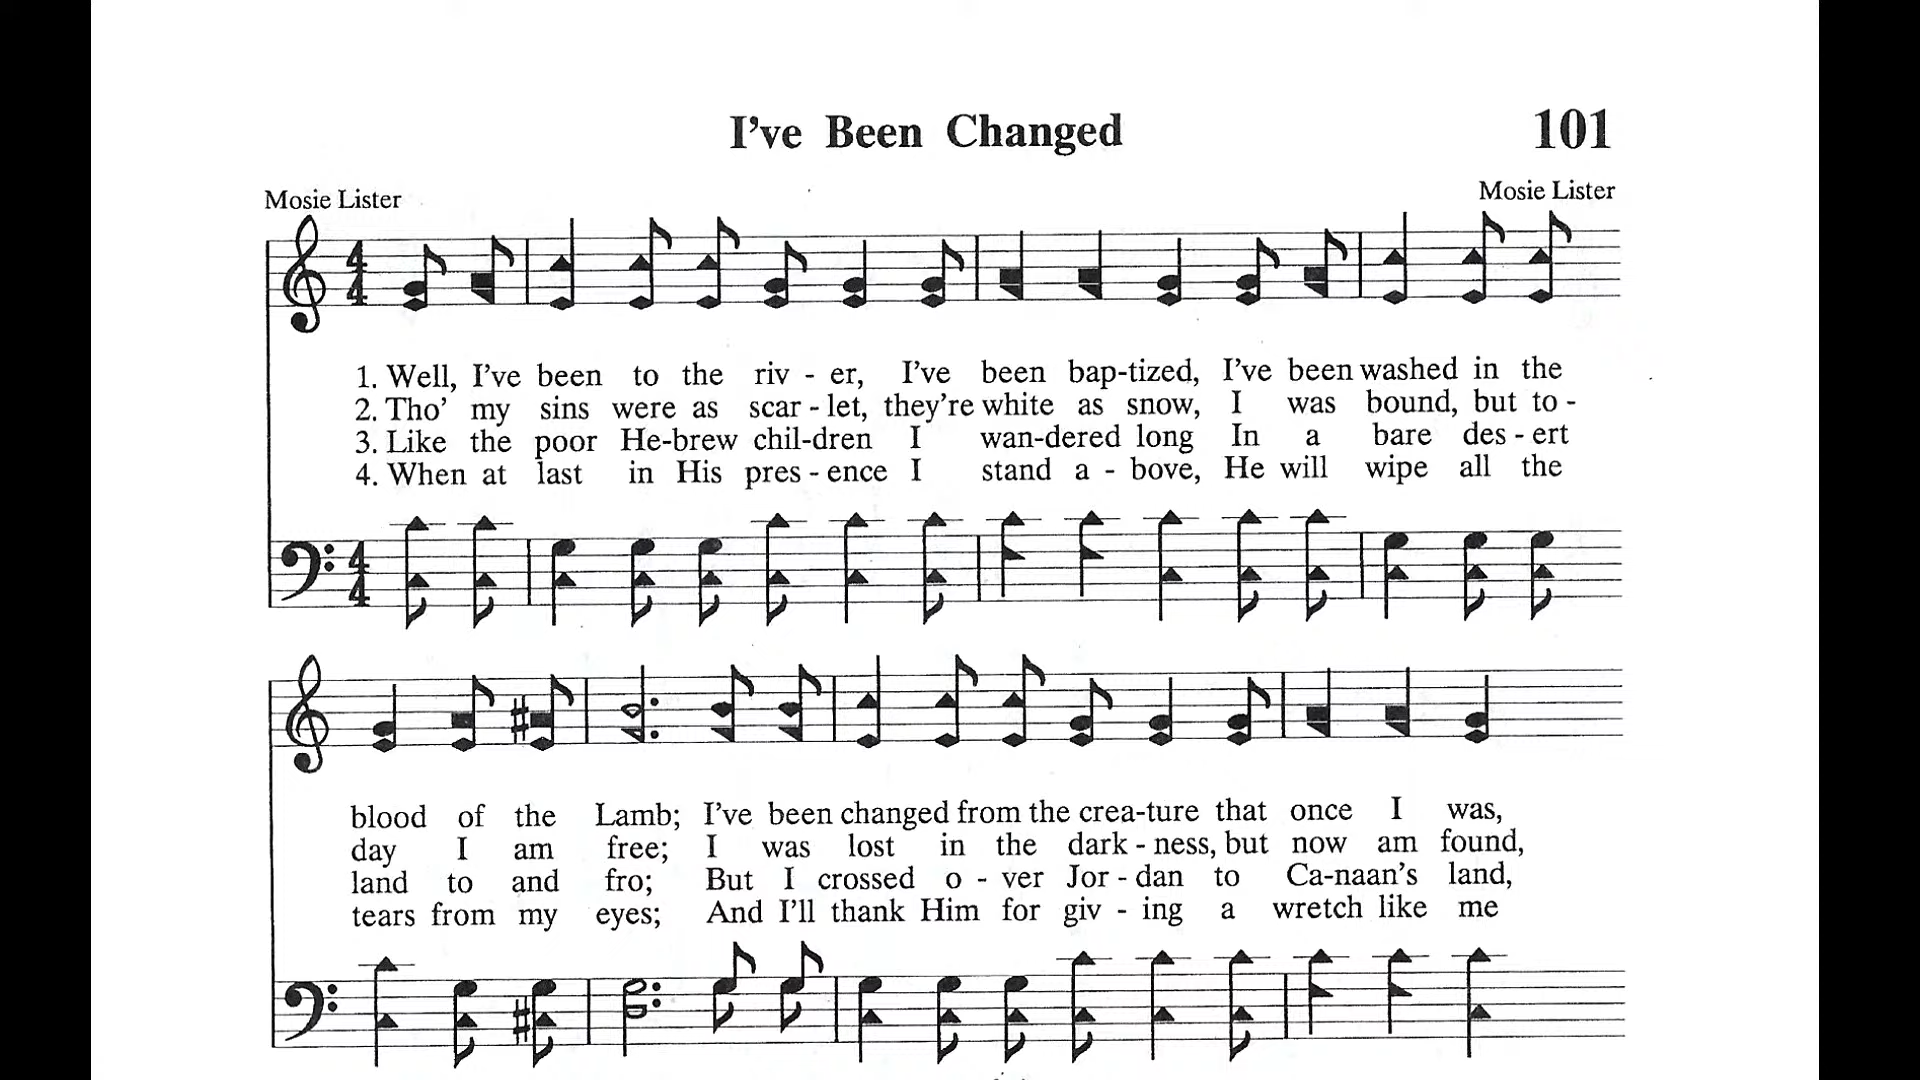 I've Been Changed
101
Mosie Lister
Mosie Lister
4
4
1. Well, I've been to the riv - er, I've been bap-tized, I've been washed in the
2. Tho' my sins were as scar - let, they're white as snow, I was bound, but to -
3. Like the poor He-brew chil-dren I wan-dered long In a bare des - ert
4. When at last in His pres - ence I stand a - bove, He will wipe all the
4
4
blood of the Lamb; I've been changed from the crea-ture that once I was,
day I am free; I was lost in the dark - ness, but now am found,
land to and fro; But I crossed o - ver Jor - dan to Ca-naan's land,
tears from my eyes; And I'll thank Him for giv - ing a wretch like me